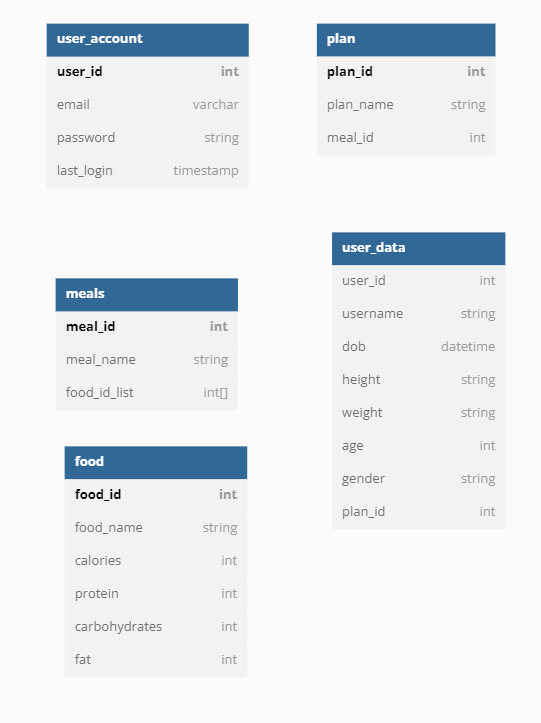 user_account
user_id int
email varchar
password string
last_login timestamp
plan
plan_id int
plan_name string
meal_id int
meals
meal_id int
meal_name string
food_id_list int[]
user_data
user_id int
username string
dob datetime
height string
weight string
age int
gender string
plan_id int
food
food_id int
food_name string
calories int
protein int
carbohydrates int
fat int